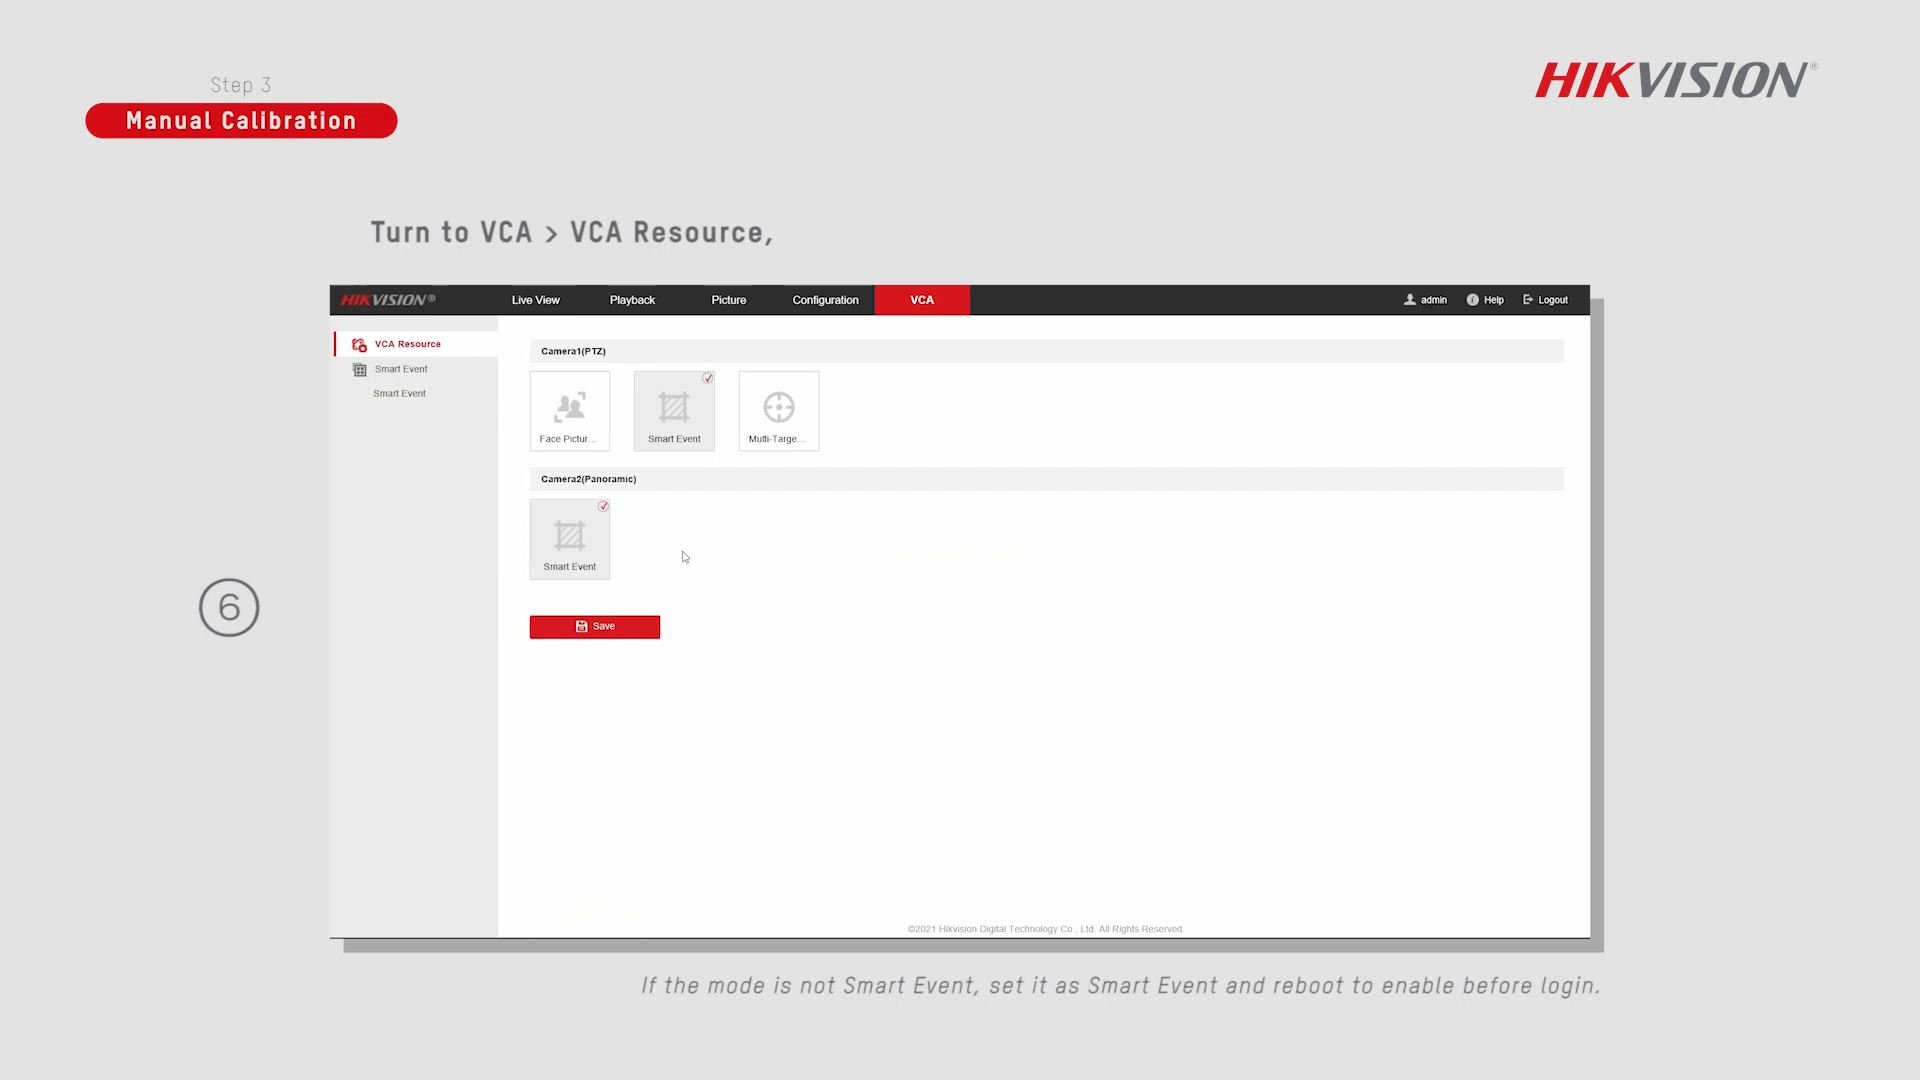 Step 3
Manual Calibration
HIKVISION®
Turn to VCA > VCA Resource,
HIKVISION® Live View Playback Picture Configuration VCA admin Help Logout
VCA Resource
Smart Event
Smart Event
Camera1(PTZ)
Face Pictur... Smart Event Multi-Targe...
Camera2(Panoramic)
Smart Event
6
Save
©2021 Hikvision Digital Technology Co., Ltd. All Rights Reserved.
If the mode is not Smart Event, set it as Smart Event and reboot to enable before login.